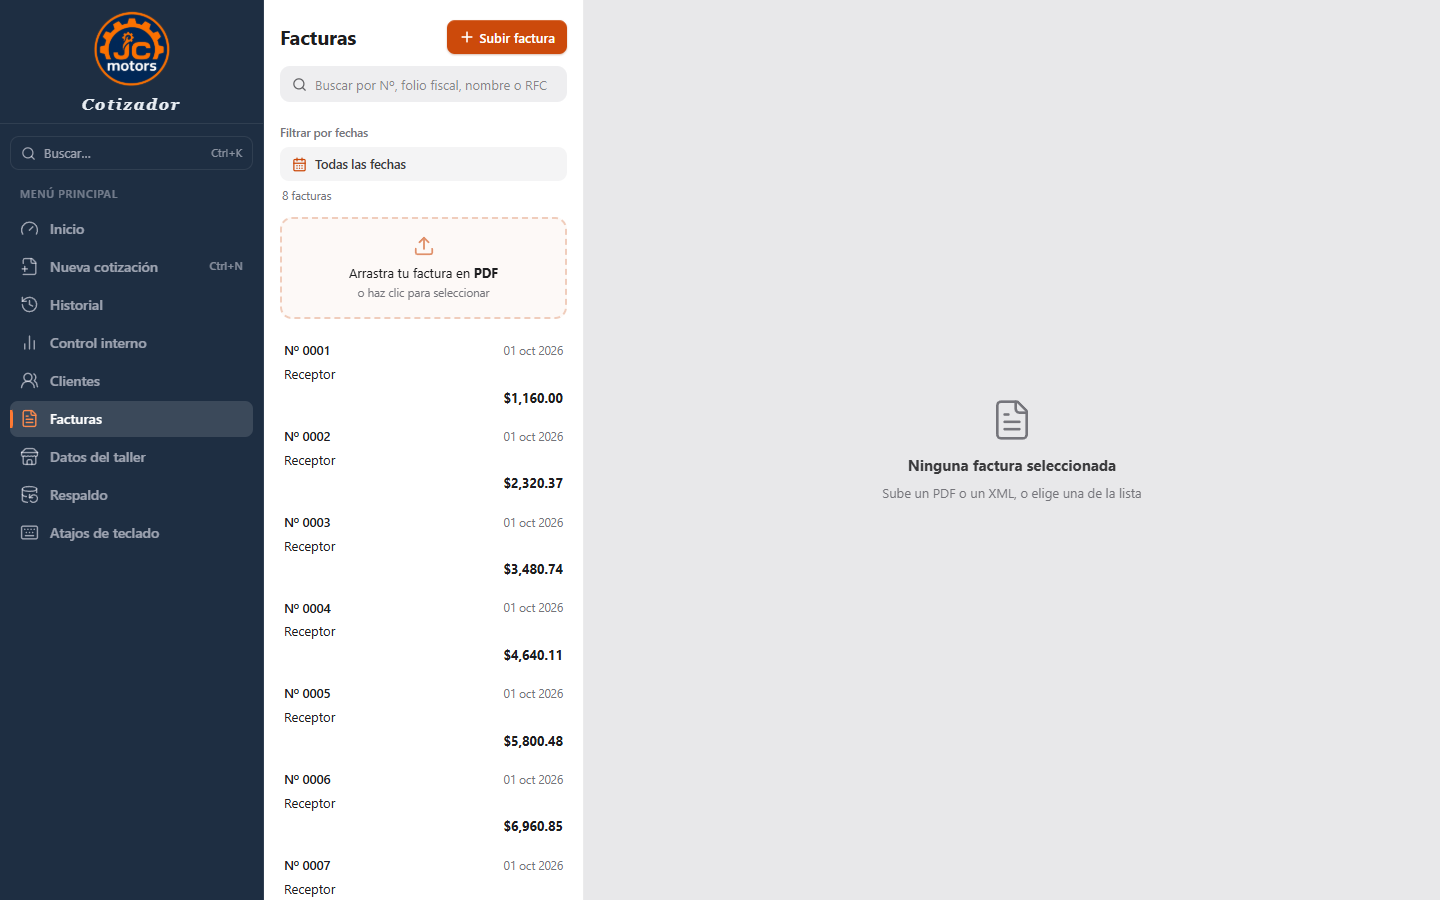 JC
motors
Cotizador
Buscar... Ctrl+K
MENÚ PRINCIPAL
Inicio
Nueva cotización Ctrl+N
Historial
Control interno
Clientes
Facturas
Datos del taller
Respaldo
Atajos de teclado
Facturas
Subir factura
Buscar por Nº, folio fiscal, nombre o RFC
Filtrar por fechas
Todas las fechas
8 facturas
Arrastra tu factura en PDF
o haz clic para seleccionar
Nº 0001 01 oct 2026
Receptor
$1,160.00
Nº 0002 01 oct 2026
Receptor
$2,320.37
Nº 0003 01 oct 2026
Receptor
$3,480.74
Nº 0004 01 oct 2026
Receptor
$4,640.11
Nº 0005 01 oct 2026
Receptor
$5,800.48
Nº 0006 01 oct 2026
Receptor
$6,960.85
Nº 0007 01 oct 2026
Receptor
Ninguna factura seleccionada
Sube un PDF o un XML, o elige una de la lista